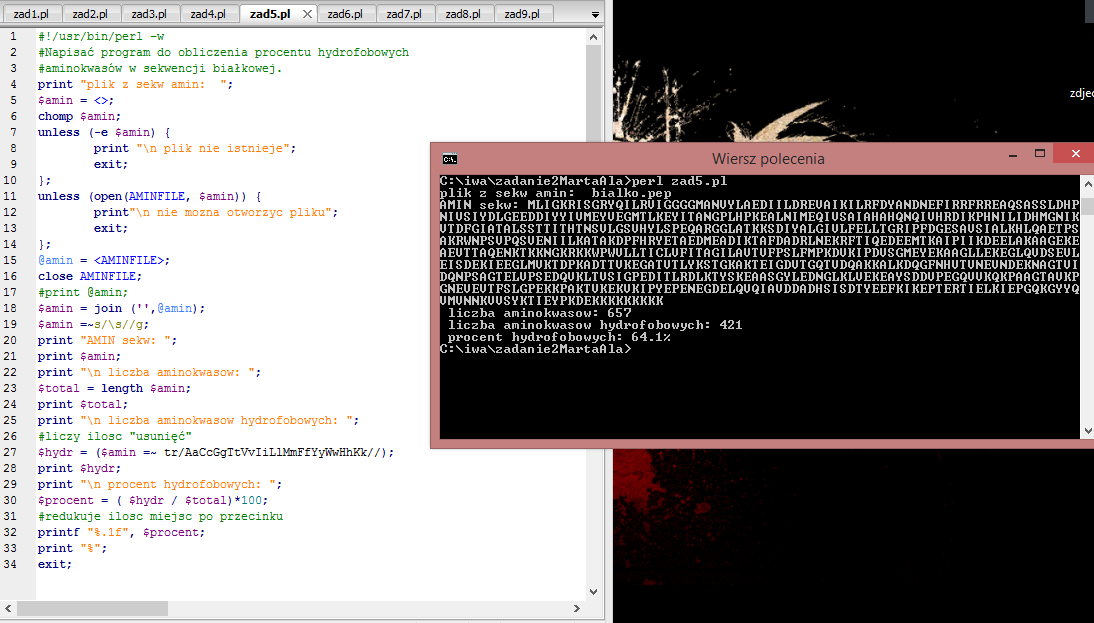 zad1.pl zad2.pl zad3.pl zad4.pl zad5.pl zad6.pl zad7.pl zad8.pl zad9.pl
1 #!/usr/bin/perl -w
2 #Napisać program do obliczenia procentu hydrofobowych
3 #aminokwasów w sekwencji białkowej.
4 print "plik z sekw amin:  ";
5 $amin = <>;
6 chomp $amin;
7 unless (-e $amin) {
8 print "\n plik nie istnieje";
9 exit;
10 };
11 unless (open(AMINFILE, $amin)) {
12 print"\n nie mozna otworzyc pliku";
13 exit;
14 };
15 @amin = <AMINFILE>;
16 close AMINFILE;
17 #print @amin;
18 $amin = join ('',@amin);
19 $amin =~s/\s//g;
20 print "AMIN sekw: ";
21 print $amin;
22 print "\n liczba aminokwasow: ";
23 $total = length $amin;
24 print $total;
25 print "\n liczba aminokwasow hydrofobowych: ";
26 #liczy ilosc "usunięć"
27 $hydr = ($amin =~ tr/AaCcGgTtVvIiLlMmFfYyWwHhKk//);
28 print $hydr;
29 print "\n procent hydrofobowych: ";
30 $procent = ( $hydr / $total)*100;
31 #redukuje ilosc miejsc po przecinku
32 printf "%.1f", $procent;
33 print "%";
34 exit;
zdjec
Wiersz polecenia
C:\iwa\zadanie2MartaAla>perl zad5.pl
plik z sekw amin:  bialko.pep
AMIN sekw: MLIGKRISGRYQILRVIGGGGMANVYLAEDIILDREVAIKILRFDYANDNEFIRRFRREAQSASSLDHP
NIVSIYDLGEEDDIYYIVMEYVEGMTLKEYITANGPLHPKEALNIMEQIVSAIAHAHQNQIVHRDIKPHNILIDHMGNIK
VTDFGIATALSSTTITHTNSVLGSVHYLSPEQARGGLATKKSDIYALGIVLFELLTGRIPFDGESAVSIALKHLQAETPS
AKRWNPSVPQSVENIILKATAKDPFHRYETAEDMEADIKTAFDADRLNEKRFTIQEDEEMTKAIPIIKDEELAKAAGEKE
AEVTTAQENKTKKNGKRKKWPWVLLTICLVFITAGILAVTVFPSLFMPKDVKIPDVSGMEYEKAAGLLEKEGLQVDSEVL
EISDEKIEEGLMVKTDPKADTTVKEGATVTLYKSTGKAKTEIGDVTGQTVDQAKKALKDQGFNHVTVNEVNDEKNAGTVI
DQNPSAGTELVPSEDQVKLTVSIGPEDITLRDLKTYSKEAASGYLEDNGLKLVEKEAYSDDVPEGQVVKQKPAAGTAVKP
GNEVEVTFSLGPEKKPAKTVKEKVKIPYEPENEGDELQVQIAVDDADHSISDTYEEFKIKEPTERTIELKIEPGQKGYYQ
VMVNNKVVSYKTIEYPKDEKKKKKKKKK
liczba aminokwasow: 657
liczba aminokwasow hydrofobowych: 421
procent hydrofobowych: 64.1%
C:\iwa\zadanie2MartaAla>